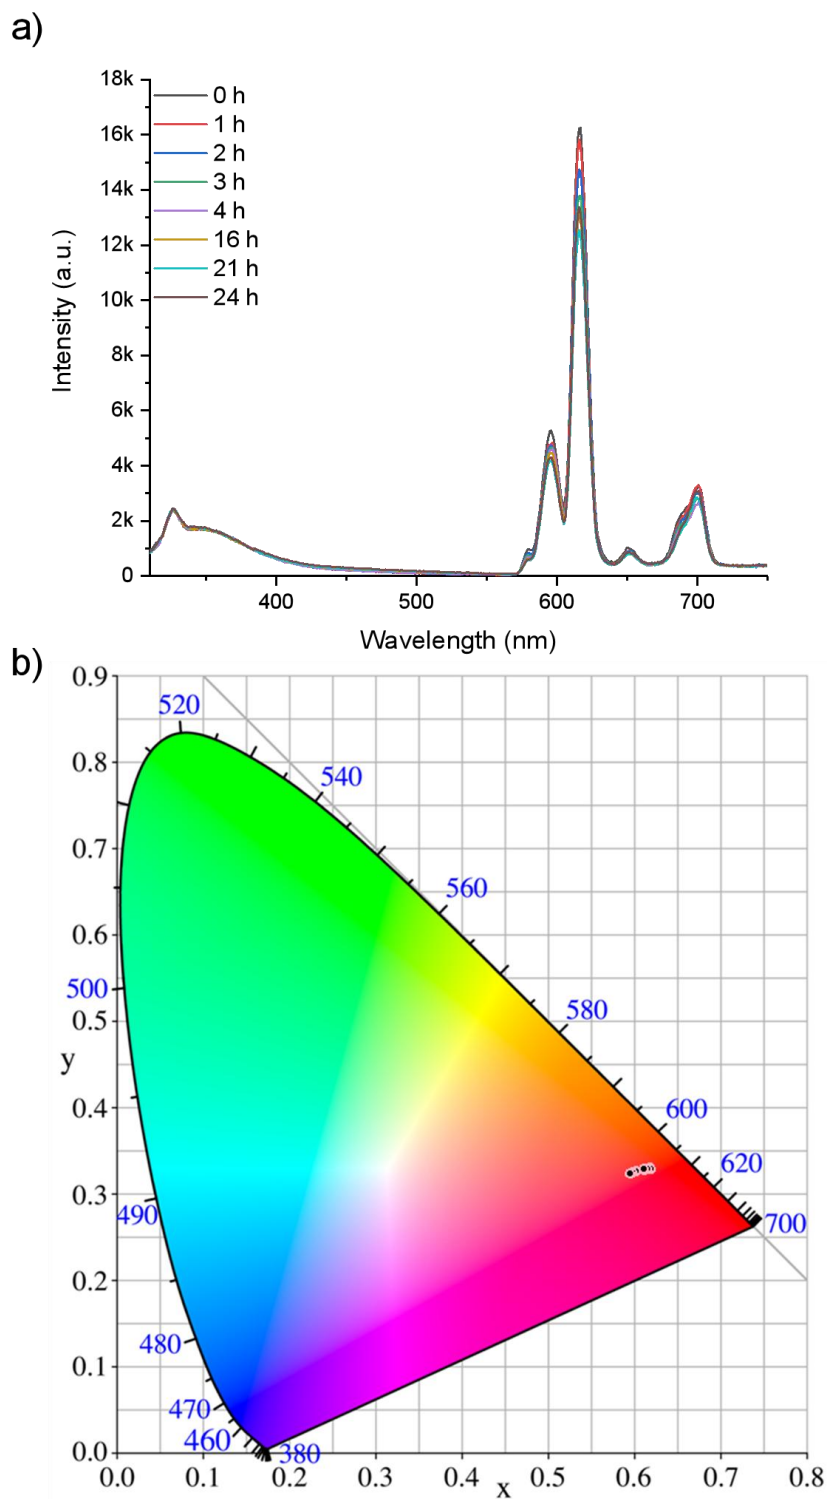 a)
18k
16k
14k
12k
10k
8k
6k
4k
2k
0
Intensity (a.u.)
0 h
1 h
2 h
3 h
4 h
16 h
21 h
24 h
400 500 600 700
Wavelength (nm)
b)
0.9
0.8
0.7
0.6
0.5
0.4
0.3
0.2
0.1
0.0
y
520
540
560
580
600
620
700
500
490
480
470
460
380
0.0 0.1 0.2 0.3 0.4 0.5 0.6 0.7 0.8
x